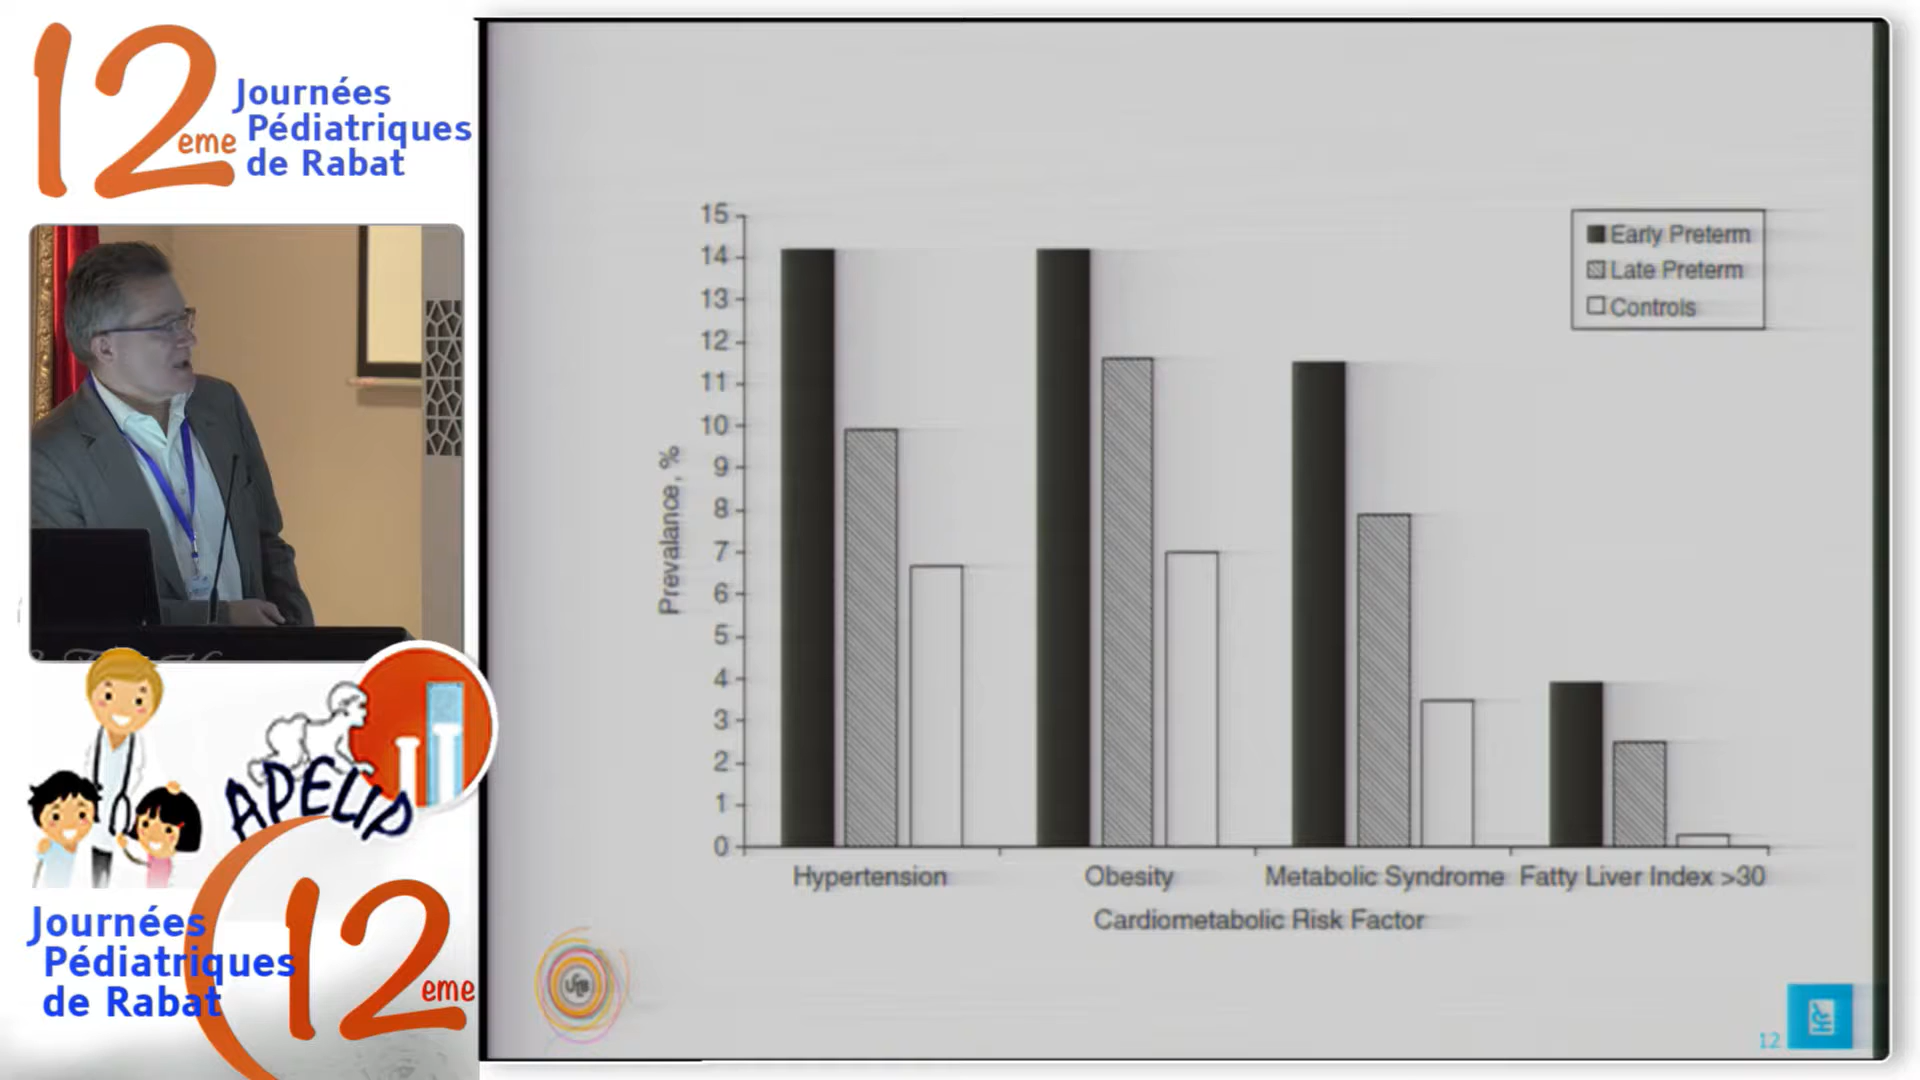 12
eme
Journées
Pédiatriques
de Rabat
APELIP
Journées
Pédiatriques
de Rabat
12
eme
15
14
13
12
11
10
9
8
7
6
5
4
3
2
1
0
Prevalance, %
Early Preterm
Late Preterm
Controls
Hypertension
Obesity
Metabolic Syndrome
Fatty Liver Index >30
Cardiometabolic Risk Factor
12